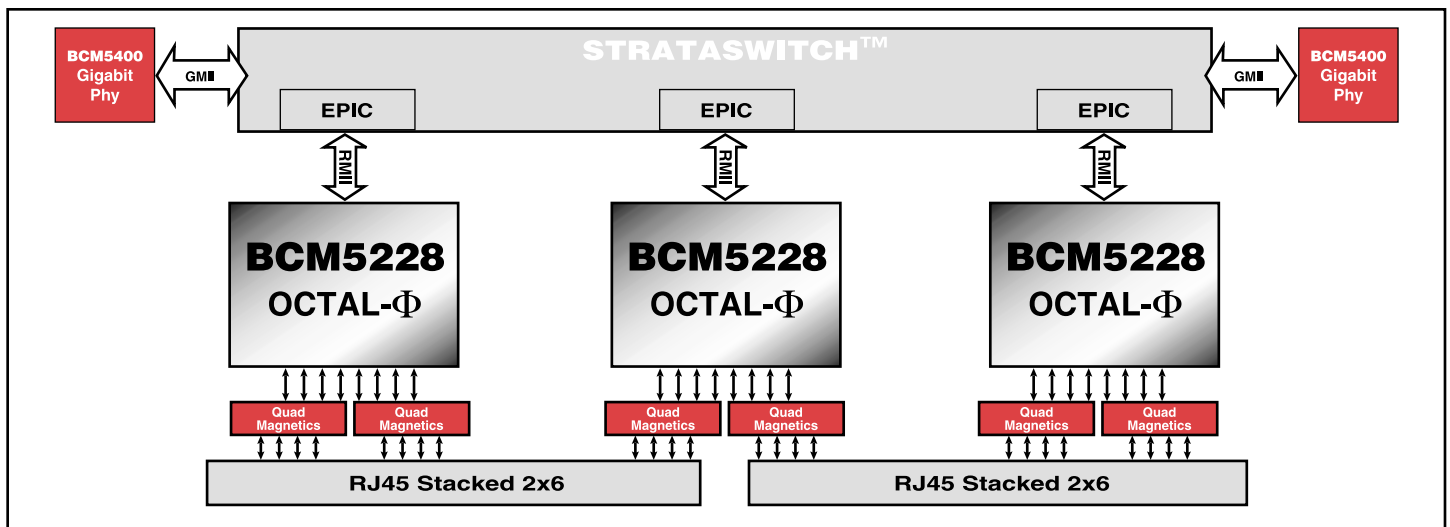 STRATASWITCH™
BCM5400
Gigabit
Phy
GMII
GMII
BCM5400
Gigabit
Phy
EPIC
EPIC
EPIC
RMII
RMII
RMII
BCM5228
OCTAL-Φ
BCM5228
OCTAL-Φ
BCM5228
OCTAL-Φ
Quad
Magnetics
Quad
Magnetics
Quad
Magnetics
Quad
Magnetics
Quad
Magnetics
Quad
Magnetics
RJ45 Stacked 2x6
RJ45 Stacked 2x6